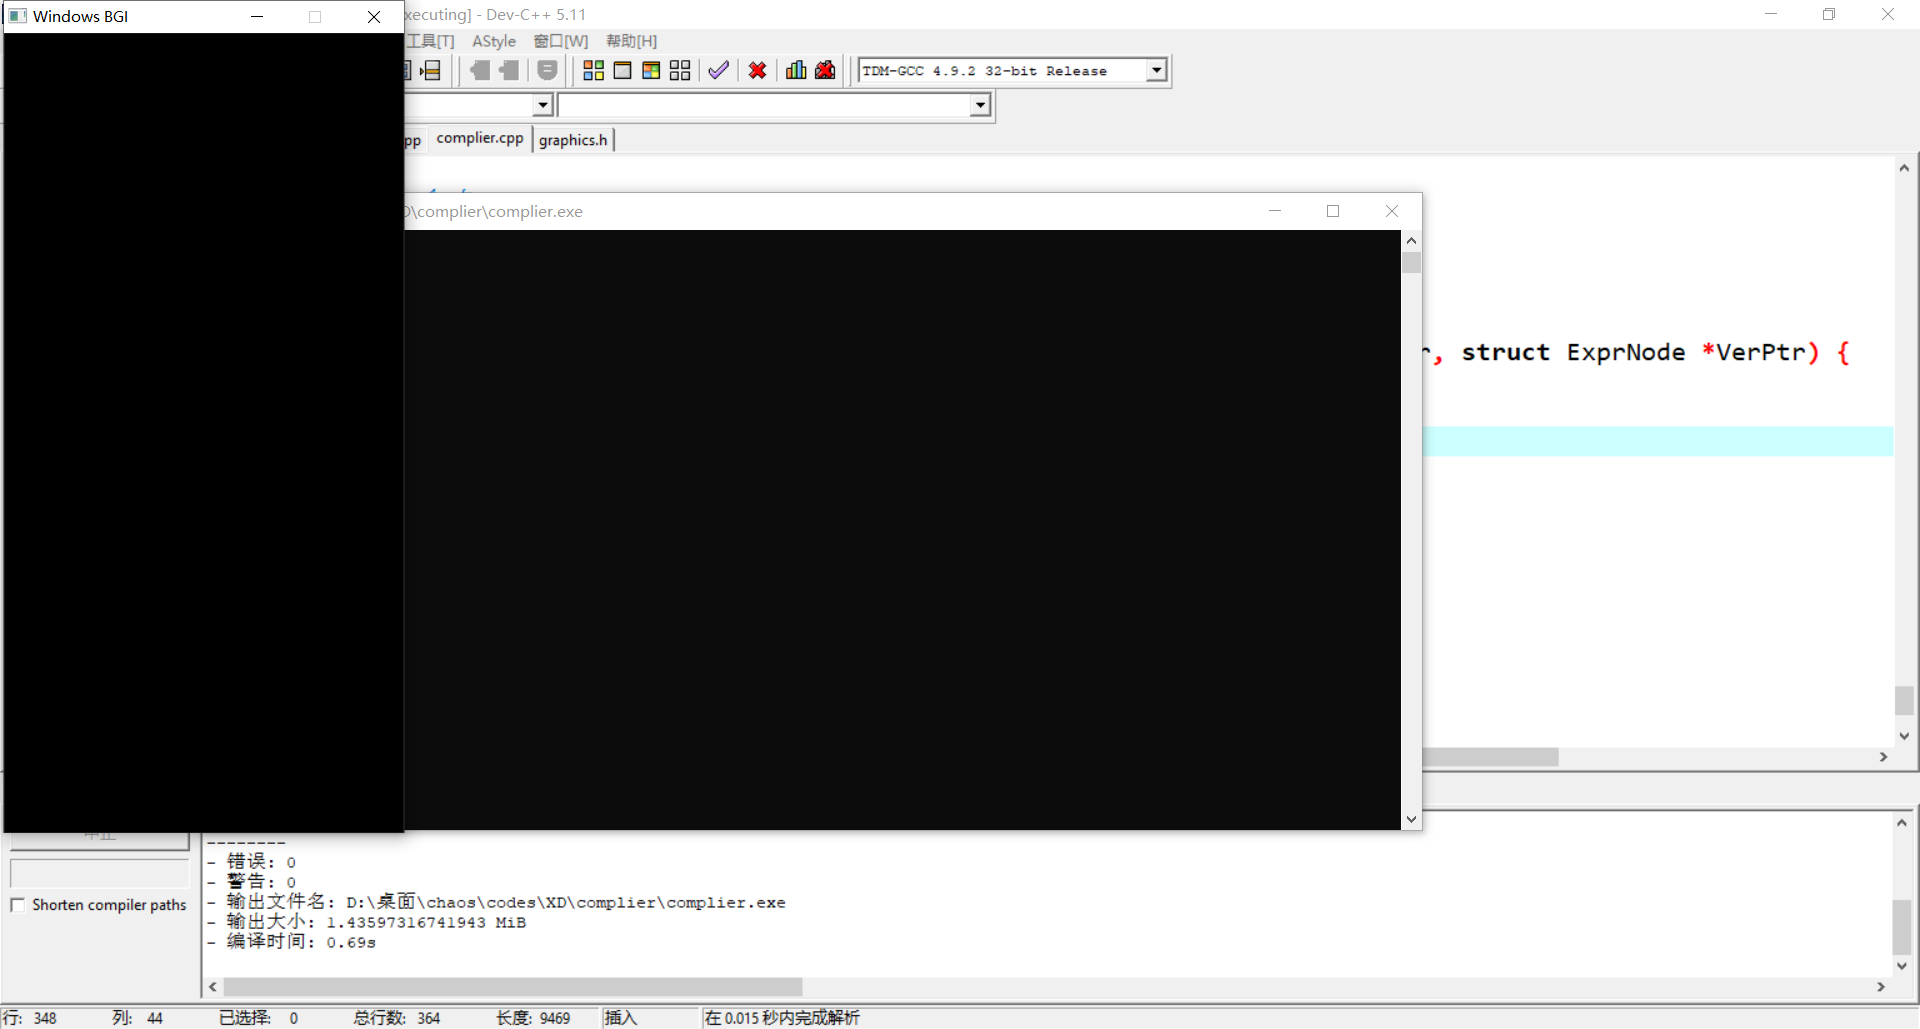 Windows BGI
xecuting] - Dev-C++ 5.11
工具[T] AStyle 窗口[W] 帮助[H]
TDM-GCC 4.9.2 32-bit Release
pp complier.cpp graphics.h
D\complier\complier.exe
r, struct ExprNode *VerPtr) {
--------
- 错误: 0
- 警告: 0
- 输出文件名: D:\桌面\chaos\codes\XD\complier\complier.exe
- 输出大小: 1.43597316741943 MiB
- 编译时间: 0.69s
Shorten compiler paths
行: 348 列: 44 已选择: 0 总行数: 364 长度: 9469 插入 在 0.015 秒内完成解析